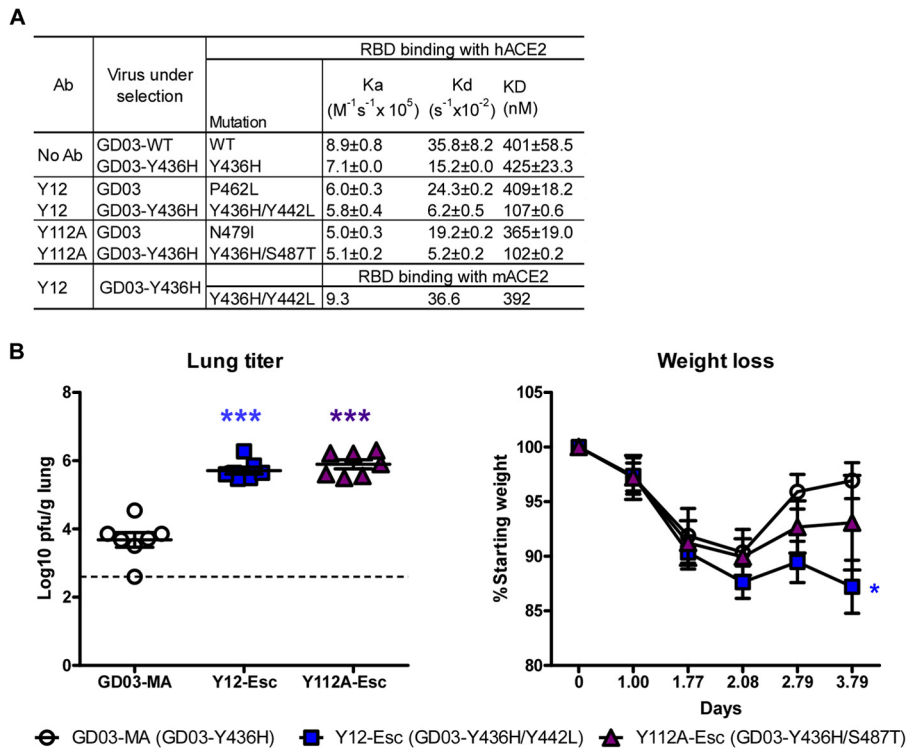 A
RBD binding with hACE2
Ab Virus under selection Mutation Ka (M⁻¹s⁻¹x 10⁵) Kd (s⁻¹x10⁻²) KD (nM)
No Ab GD03-WT WT 8.9±0.8 35.8±8.2 401±58.5
GD03-Y436H Y436H 7.1±0.0 15.2±0.0 425±23.3
Y12 GD03 P462L 6.0±0.3 24.3±0.2 409±18.2
Y12 GD03-Y436H Y436H/Y442L 5.8±0.4 6.2±0.5 107±0.6
Y112A GD03 N479I 5.0±0.3 19.2±0.2 365±19.0
Y112A GD03-Y436H Y436H/S487T 5.1±0.2 5.2±0.2 102±0.2
RBD binding with mACE2
Y12 GD03-Y436H Y436H/Y442L 9.3 36.6 392
B
Lung titer
Log10 pfu/g lung
8
6
4
2
0
***
***
GD03-MA Y12-Esc Y112A-Esc
Weight loss
%Starting weight
105
100
95
90
85
80
*
0 1.00 1.77 2.08 2.79 3.79
Days
GD03-MA (GD03-Y436H) Y12-Esc (GD03-Y436H/Y442L) Y112A-Esc (GD03-Y436H/S487T)